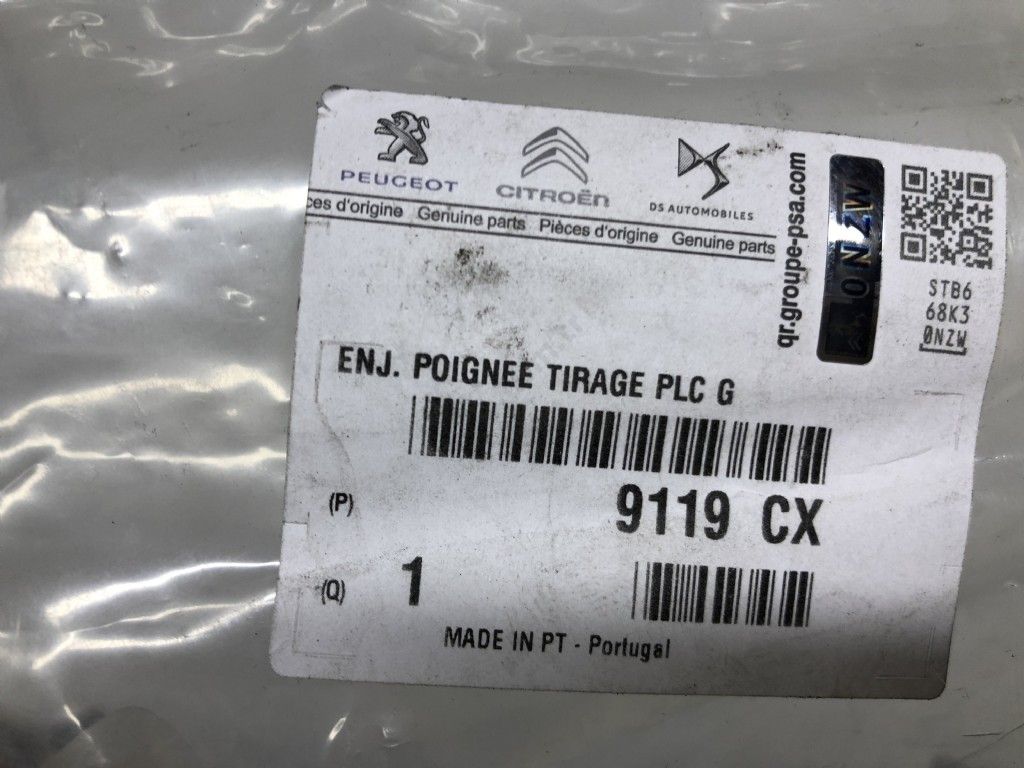 PEUGEOT
CITROËN
DS AUTOMOBILES
ces d'origine Genuine parts Pièces d'origine Genuine parts
qr.groupe-psa.com
0NZW
STB6
68K3
0NZW
ENJ. POIGNEE TIRAGE PLC G
(P) 9119 CX
(Q) 1
MADE IN PT - Portugal